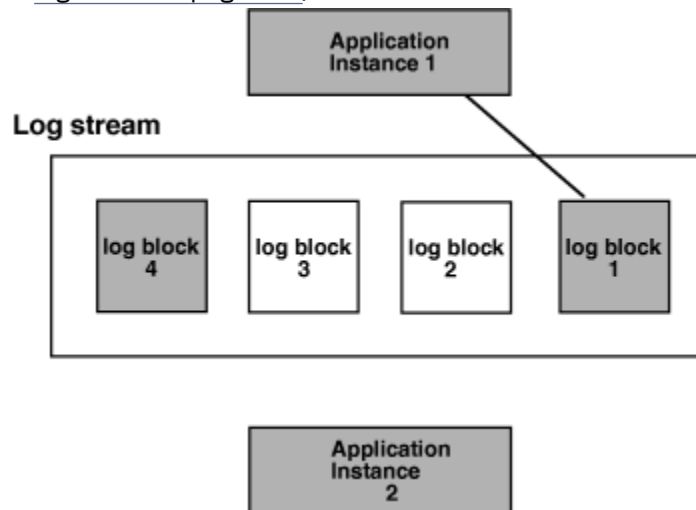 Application
Instance 1
Log stream
log block
4
log block
3
log block
2
log block
1
Application
Instance
2